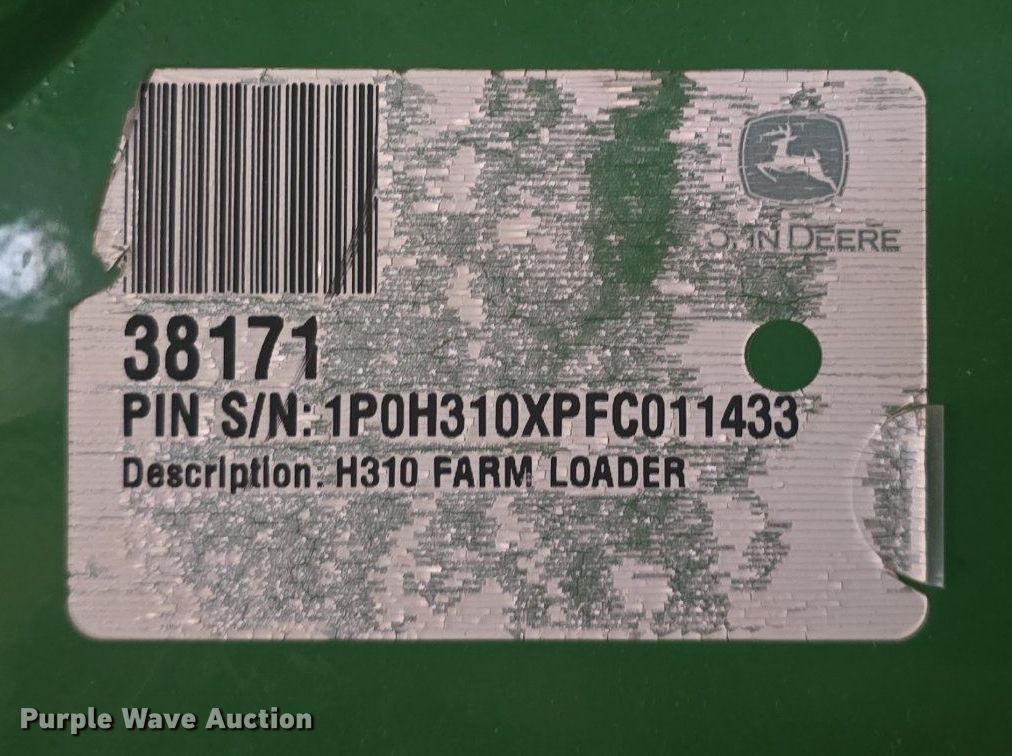 JOHN DEERE
38171
PIN S/N: 1P0H310XPFC011433
Description: H310 FARM LOADER
Purple Wave Auction